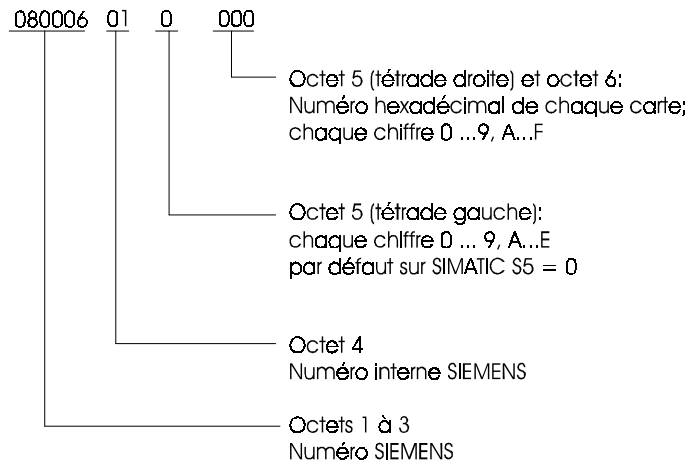 080006 01 0 000
Octet 5 (tétrade droite) et octet 6:
Numéro hexadécimal de chaque carte;
chaque chiffre 0 ...9, A...F
Octet 5 (tétrade gauche):
chaque chiffre 0 ... 9, A...E
par défaut sur SIMATIC S5 = 0
Octet 4
Numéro interne SIEMENS
Octets 1 à 3
Numéro SIEMENS